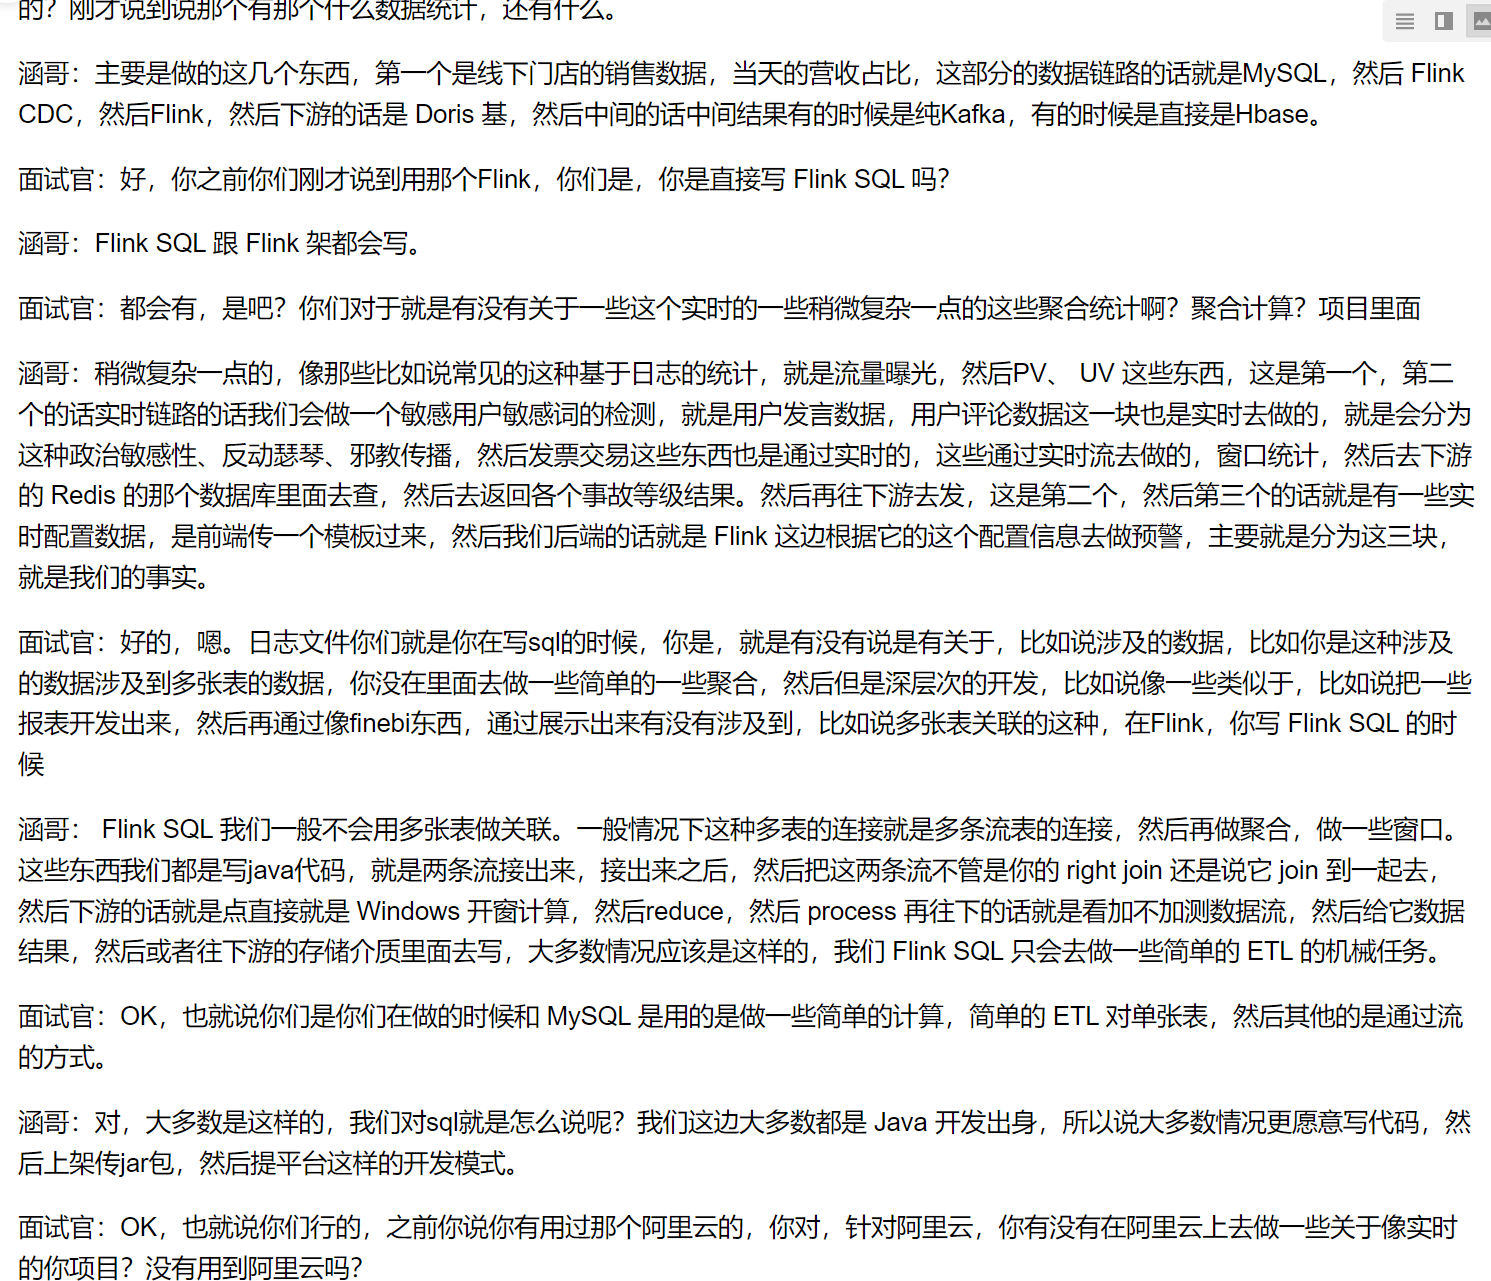 的？刚才说到说那个有那个什么数据统计，还有什么。
涵哥：主要是做的这几个东西，第一个是线下门店的销售数据，当天的营收占比，这部分的数据链路的话就是MySQL，然后 Flink
CDC，然后Flink，然后下游的话是 Doris 基，然后中间的话中间结果有的时候是纯Kafka，有的时候是直接是Hbase。
面试官：好，你之前你们刚才说到用那个Flink，你们是，你是直接写 Flink SQL 吗？
涵哥：Flink SQL 跟 Flink 架都会写。
面试官：都会有，是吧？你们对于就是有没有关于一些这个实时的一些稍微复杂一点的这些聚合统计啊？聚合计算？项目里面
涵哥：稍微复杂一点的，像那些比如说常见的这种基于日志的统计，就是流量曝光，然后PV、 UV 这些东西，这是第一个，第二
个的话实时链路的话我们会做一个敏感用户敏感词的检测，就是用户发言数据，用户评论数据这一块也是实时去做的，就是会分为
这种政治敏感性、反动瑟琴、邪教传播，然后发票交易这些东西也是通过实时的，这些通过实时流去做的，窗口统计，然后去下游
的 Redis 的那个数据库里面去查，然后去返回各个事故等级结果。然后再往下游去发，这是第二个，然后第三个的话就是有一些实
时配置数据，是前端传一个模板过来，然后我们后端的话就是 Flink 这边根据它的这个配置信息去做预警，主要就是分为这三块，
就是我们的事实。
面试官：好的，嗯。日志文件你们就是你在写sql的时候，你是，就是有没有说是有关于，比如说涉及的数据，比如你是这种涉及
的数据涉及到多张表的数据，你没在里面去做一些简单的一些聚合，然后但是深层次的开发，比如说像一些类似于，比如说把一些
报表开发出来，然后再通过像finebi东西，通过展示出来有没有涉及到，比如说多张表关联的这种，在Flink，你写 Flink SQL 的时
候
涵哥： Flink SQL 我们一般不会用多张表做关联。一般情况下这种多表的连接就是多条流表的连接，然后再做聚合，做一些窗口。
这些东西我们都是写java代码，就是两条流接出来，接出来之后，然后把这两条流不管是你的 right join 还是说它 join 到一起去，
然后下游的话就是点直接就是 Windows 开窗计算，然后reduce，然后 process 再往下的话就是看加不加测数据流，然后给它数据
结果，然后或者往下游的存储介质里面去写，大多数情况应该是这样的，我们 Flink SQL 只会去做一些简单的 ETL 的机械任务。
面试官：OK，也就说你们是你们在做的时候和 MySQL 是用的是做一些简单的计算，简单的 ETL 对单张表，然后其他的是通过流
的方式。
涵哥：对，大多数是这样的，我们对sql就是怎么说呢？我们这边大多数都是 Java 开发出身，所以说大多数情况更愿意写代码，然
后上架传jar包，然后提平台这样的开发模式。
面试官：OK，也就说你们行的，之前你说你有用过那个阿里云的，你对，针对阿里云，你有没有在阿里云上去做一些关于像实时
的你项目？没有用到阿里云吗？